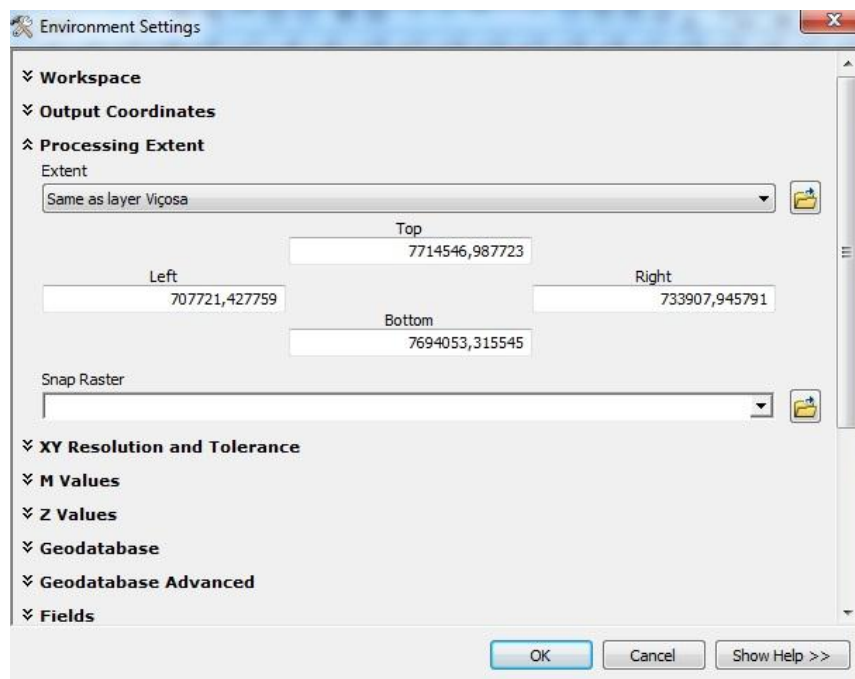 Environment Settings
Workspace
Output Coordinates
Processing Extent
Extent
Same as layer Viçosa
Top
7714546,987723
Left
Right
707721,427759
733907,945791
Bottom
7694053,315545
Snap Raster
XY Resolution and Tolerance
M Values
Z Values
Geodatabase
Geodatabase Advanced
Fields
OK
Cancel
Show Help >>